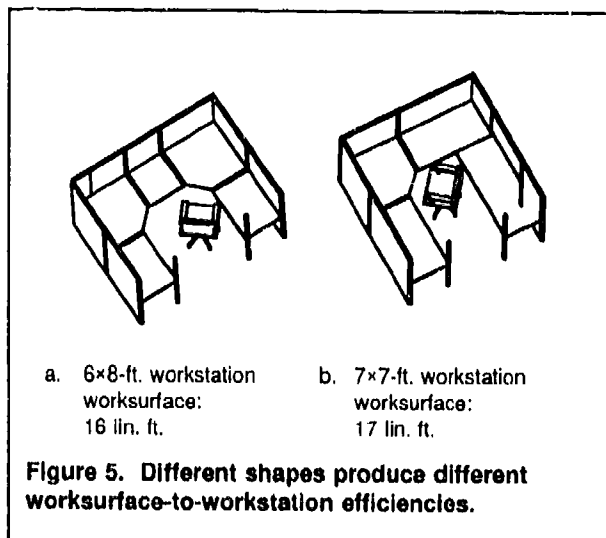 a. 6×8-ft. workstation
worksurface:
16 lin. ft.
b. 7×7-ft. workstation
worksurface:
17 lin. ft.
Figure 5. Different shapes produce different
worksurface-to-workstation efficiencies.